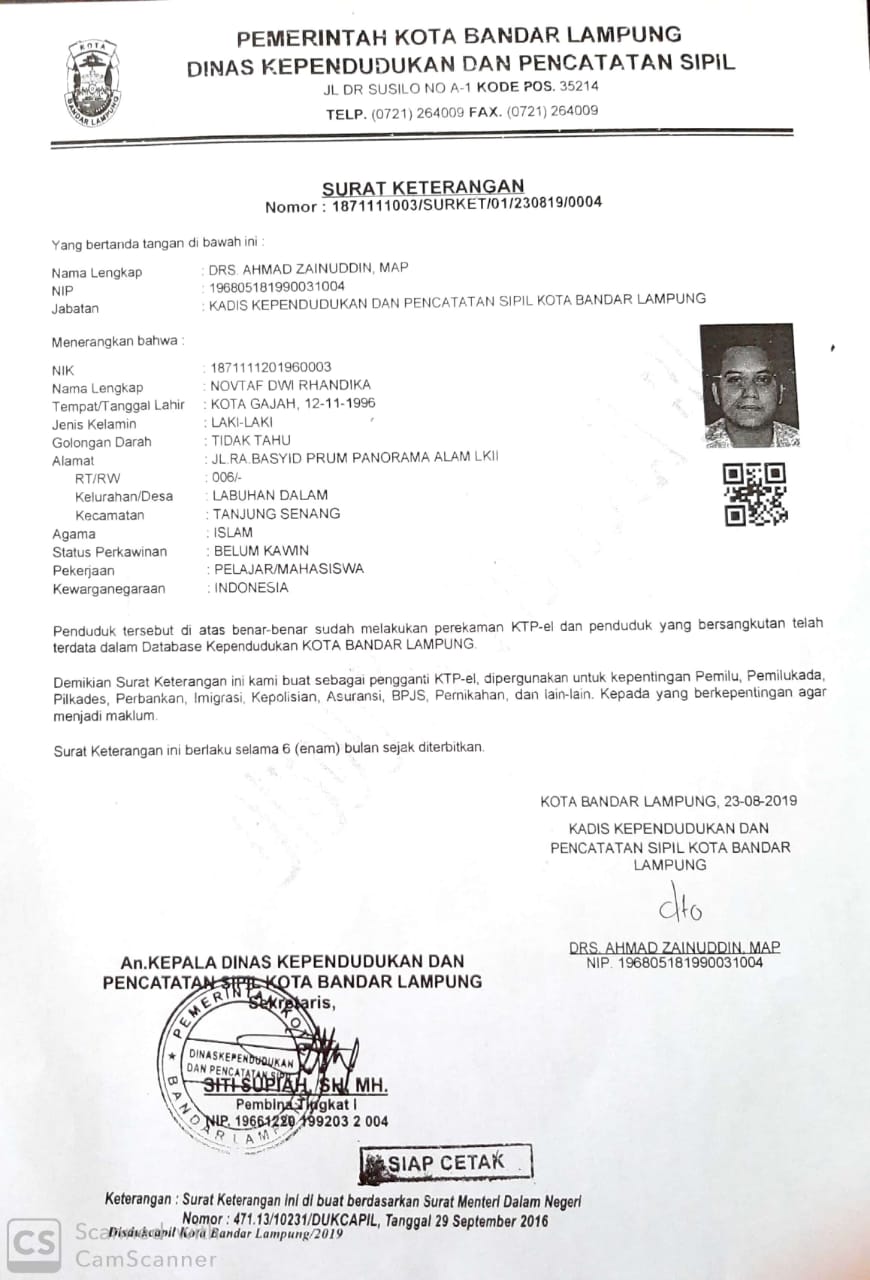 KOTA
BANDAR LAMPUNG
PEMERINTAH KOTA BANDAR LAMPUNG
DINAS KEPENDUDUKAN DAN PENCATATAN SIPIL
JL DR SUSILO NO A-1 KODE POS. 35214
TELP. (0721) 264009 FAX. (0721) 264009
SURAT KETERANGAN
Nomor : 1871111003/SURKET/01/230819/0004
Yang bertanda tangan di bawah ini :
Nama Lengkap : DRS. AHMAD ZAINUDDIN, MAP
NIP : 196805181990031004
Jabatan : KADIS KEPENDUDUKAN DAN PENCATATAN SIPIL KOTA BANDAR LAMPUNG
Menerangkan bahwa :
NIK : 1871111201960003
Nama Lengkap : NOVTAF DWI RHANDIKA
Tempat/Tanggal Lahir : KOTA GAJAH, 12-11-1996
Jenis Kelamin : LAKI-LAKI
Golongan Darah : TIDAK TAHU
Alamat : JL.RA.BASYID PRUM PANORAMA ALAM LKII
RT/RW : 006/-
Kelurahan/Desa : LABUHAN DALAM
Kecamatan : TANJUNG SENANG
Agama : ISLAM
Status Perkawinan : BELUM KAWIN
Pekerjaan : PELAJAR/MAHASISWA
Kewarganegaraan : INDONESIA
Penduduk tersebut di atas benar-benar sudah melakukan perekaman KTP-el dan penduduk yang bersangkutan telah
terdata dalam Database Kependudukan KOTA BANDAR LAMPUNG.
Demikian Surat Keterangan ini kami buat sebagai pengganti KTP-el, dipergunakan untuk kepentingan Pemilu, Pemilukada,
Pilkades, Perbankan, Imigrasi, Kepolisian, Asuransi, BPJS, Pernikahan, dan lain-lain. Kepada yang berkepentingan agar
menjadi maklum.
Surat Keterangan ini berlaku selama 6 (enam) bulan sejak diterbitkan.
KOTA BANDAR LAMPUNG, 23-08-2019
KADIS KEPENDUDUKAN DAN
PENCATATAN SIPIL KOTA BANDAR
LAMPUNG
dto
DRS. AHMAD ZAINUDDIN, MAP
NIP. 196805181990031004
An.KEPALA DINAS KEPENDUDUKAN DAN
PENCATATAN SIPIL KOTA BANDAR LAMPUNG
Sekretaris,
PEMERINTAH KOTA
DINAS KEPENDUDUKAN
DAN PENCATATAN SIPIL
BANDAR LAMPUNG
SITI SUPIAH, SH, MH.
Pembina Tingkat I
NIP. 19661220 199203 2 004
SIAP CETAK
Keterangan : Surat Keterangan ini di buat berdasarkan Surat Menteri Dalam Negeri
Nomor : 471.13/10231/DUKCAPIL, Tanggal 29 September 2016
Disdukcapil Kota Bandar Lampung/2019
CS
Scanned with
CamScanner